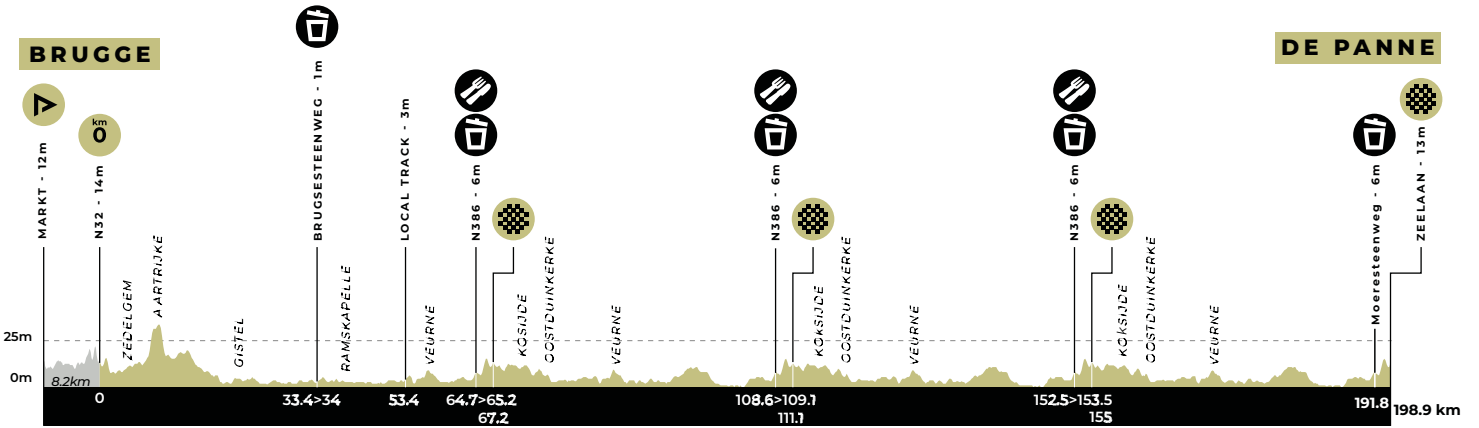 BRUGGE
DE PANNE
km
0
MARKT - 12m
N32 - 14m
ZEDELGEM
AARTRIJKE
GISTEL
BRUGSESTEENWEG - 1m
RAMSKAPELLE
LOCAL TRACK - 3m
VEURNE
N386 - 6m
KOKSIJDE
OOSTDUINKERKE
VEURNE
N386 - 6m
KOKSIJDE
OOSTDUINKERKE
VEURNE
N386 - 6m
KOKSIJDE
OOSTDUINKERKE
VEURNE
Moeresteenweg - 6m
ZEELAAN - 13m
25m
0m
8.2km
0
33.4>34
53.4
64.7>65.2
67.2
108.6>109.1
111.1
152.5>153.5
155
191.8
198.9 km